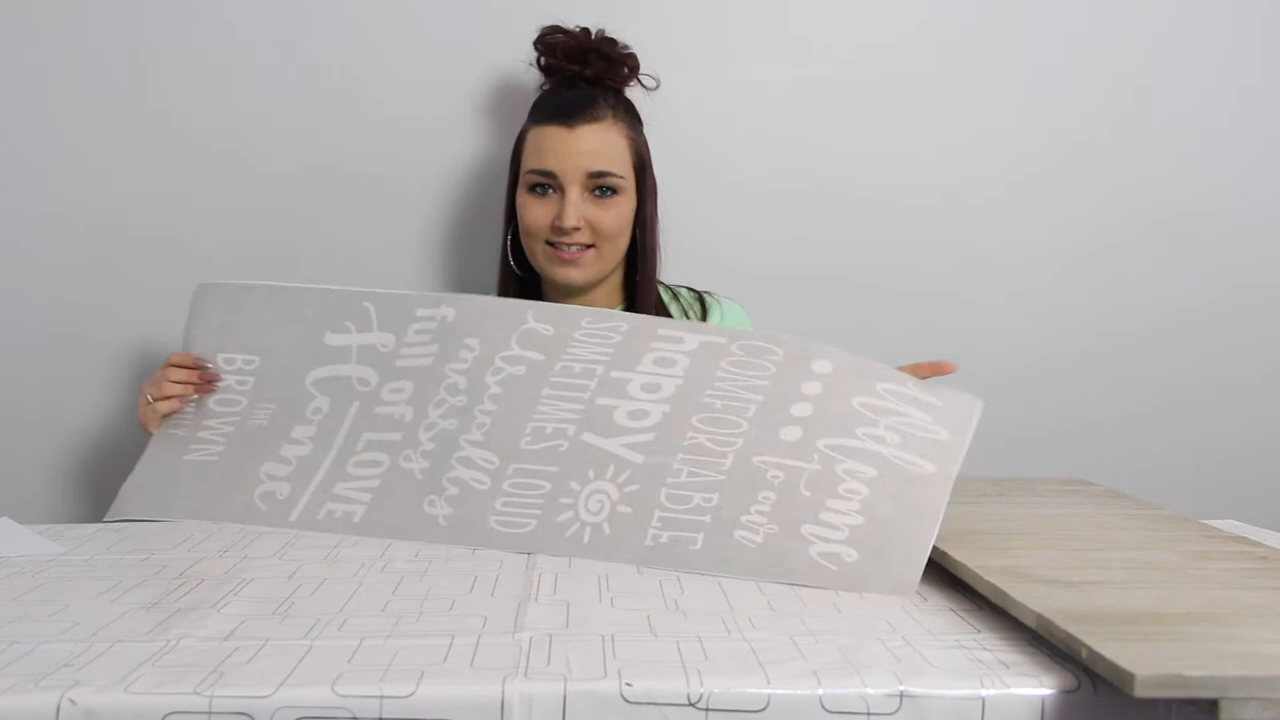 Welcome
to our
COMFORTABLE
happy
SOMETIMES LOUD
usually
messy
full OF LOVE
Home
THE
BROWN